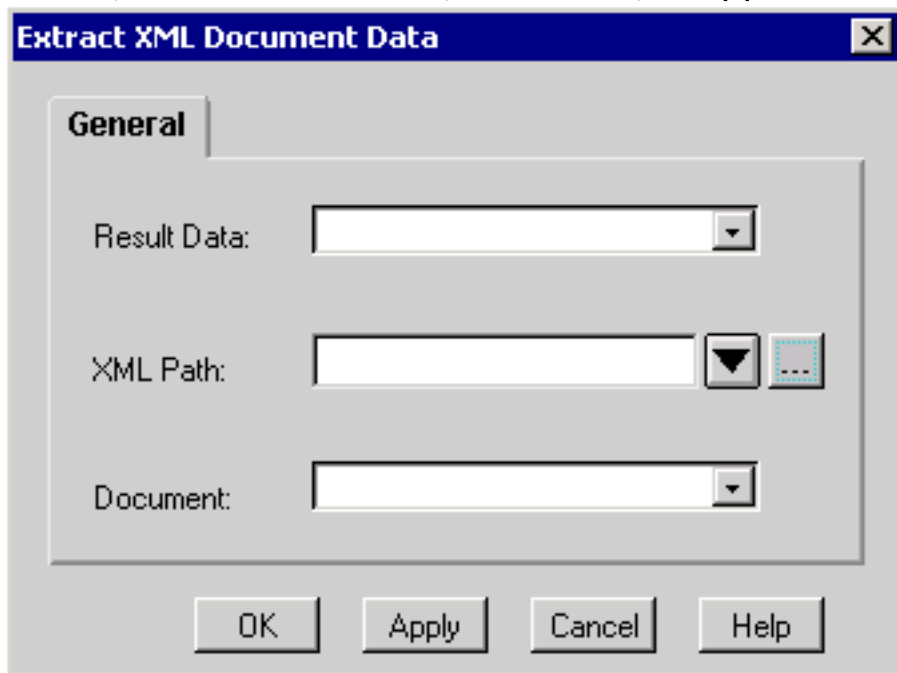 Extract XML Document Data
General
Result Data:
XML Path:
...
Document:
OK Apply Cancel Help